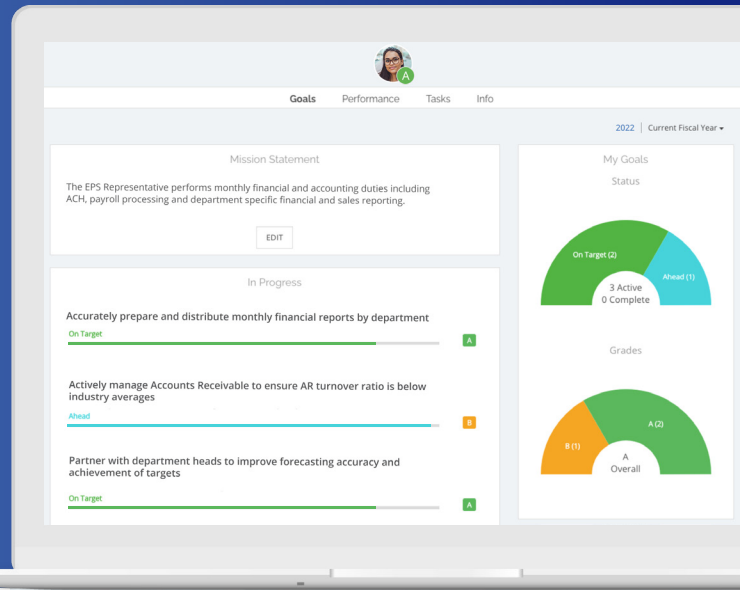 A
Goals Performance Tasks Info
2022 | Current Fiscal Year
Mission Statement
The EPS Representative performs monthly financial and accounting duties including
ACH, payroll processing and department specific financial and sales reporting.
EDIT
In Progress
Accurately prepare and distribute monthly financial reports by department
On Target
A
Actively manage Accounts Receivable to ensure AR turnover ratio is below
industry averages
Ahead
B
Partner with department heads to improve forecasting accuracy and
achievement of targets
On Target
A
My Goals
Status
On Target (2)
Ahead (1)
3 Active
0 Complete
Grades
A (2)
B (1)
A
Overall